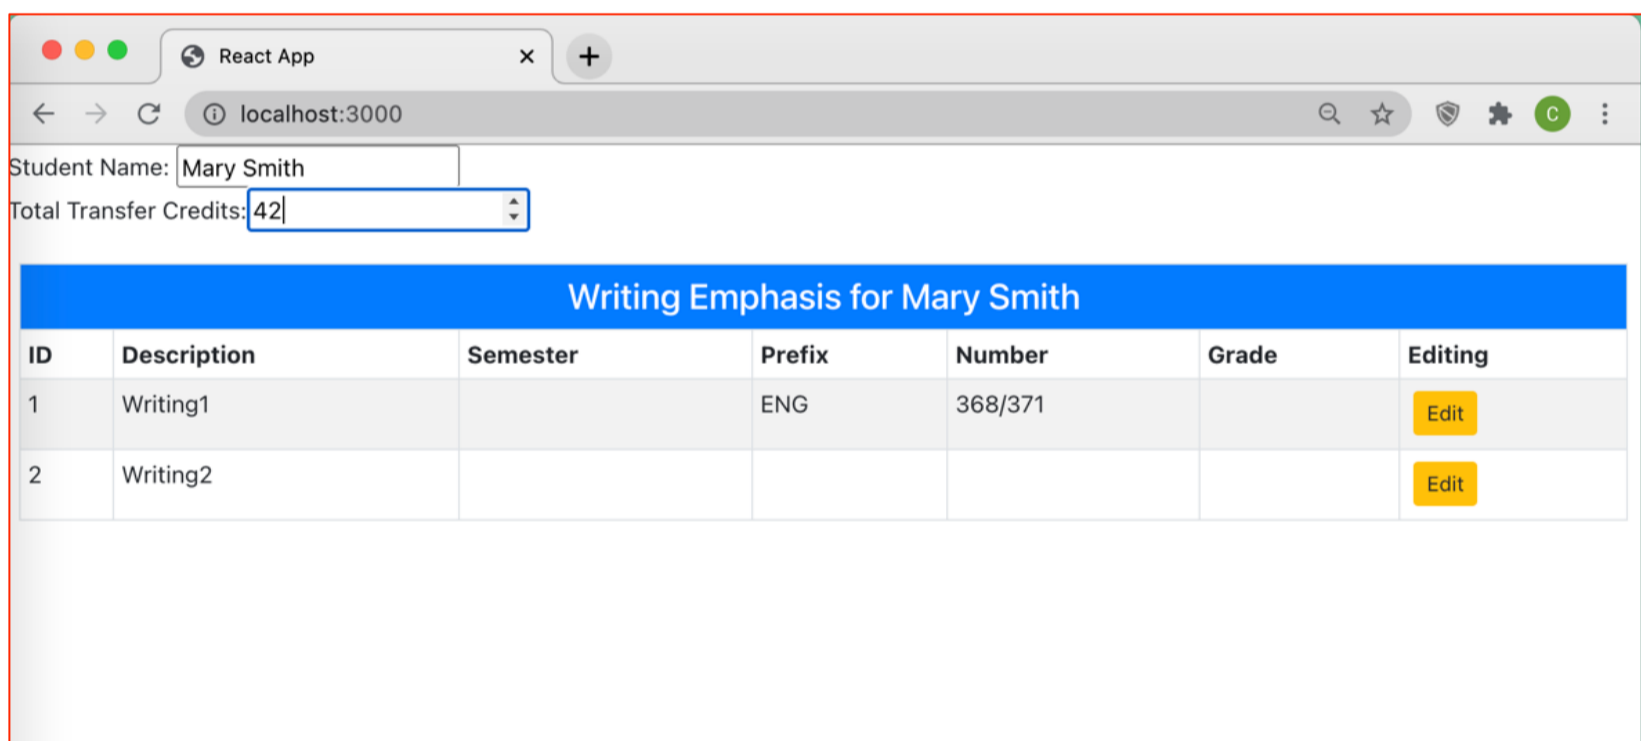 React App
localhost:3000
C
Student Name: Mary Smith
Total Transfer Credits: 42
Writing Emphasis for Mary Smith
ID Description Semester Prefix Number Grade Editing
1 Writing1 ENG 368/371 Edit
2 Writing2 Edit